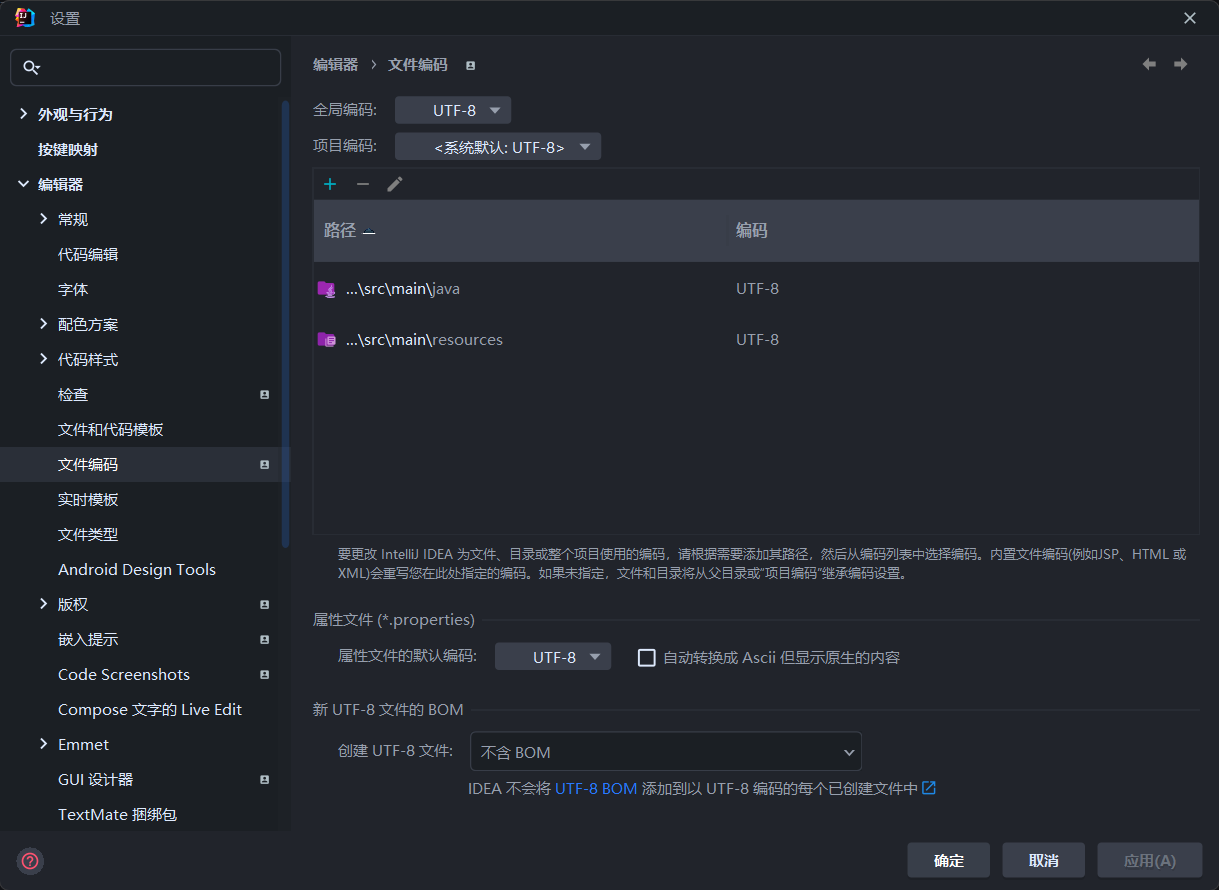 设置
编辑器 › 文件编码
外观与行为
按键映射
编辑器
常规
代码编辑
字体
配色方案
代码样式
检查
文件和代码模板
文件编码
实时模板
文件类型
Android Design Tools
版权
嵌入提示
Code Screenshots
Compose 文字的 Live Edit
Emmet
GUI 设计器
TextMate 捆绑包
全局编码: UTF-8
项目编码: <系统默认: UTF-8>
路径 编码
...\src\main\java UTF-8
...\src\main\resources UTF-8
要更改 IntelliJ IDEA 为文件、目录或整个项目使用的编码，请根据需要添加其路径，然后从编码列表中选择编码。内置文件编码(例如JSP、HTML 或
XML)会重写您在此处指定的编码。如果未指定，文件和目录将从父目录或"项目编码"继承编码设置。
属性文件 (*.properties)
属性文件的默认编码: UTF-8 自动转换成 Ascii 但显示原生的内容
新 UTF-8 文件的 BOM
创建 UTF-8 文件: 不含 BOM
IDEA 不会将 UTF-8 BOM 添加到以 UTF-8 编码的每个已创建文件中
确定 取消 应用(A)